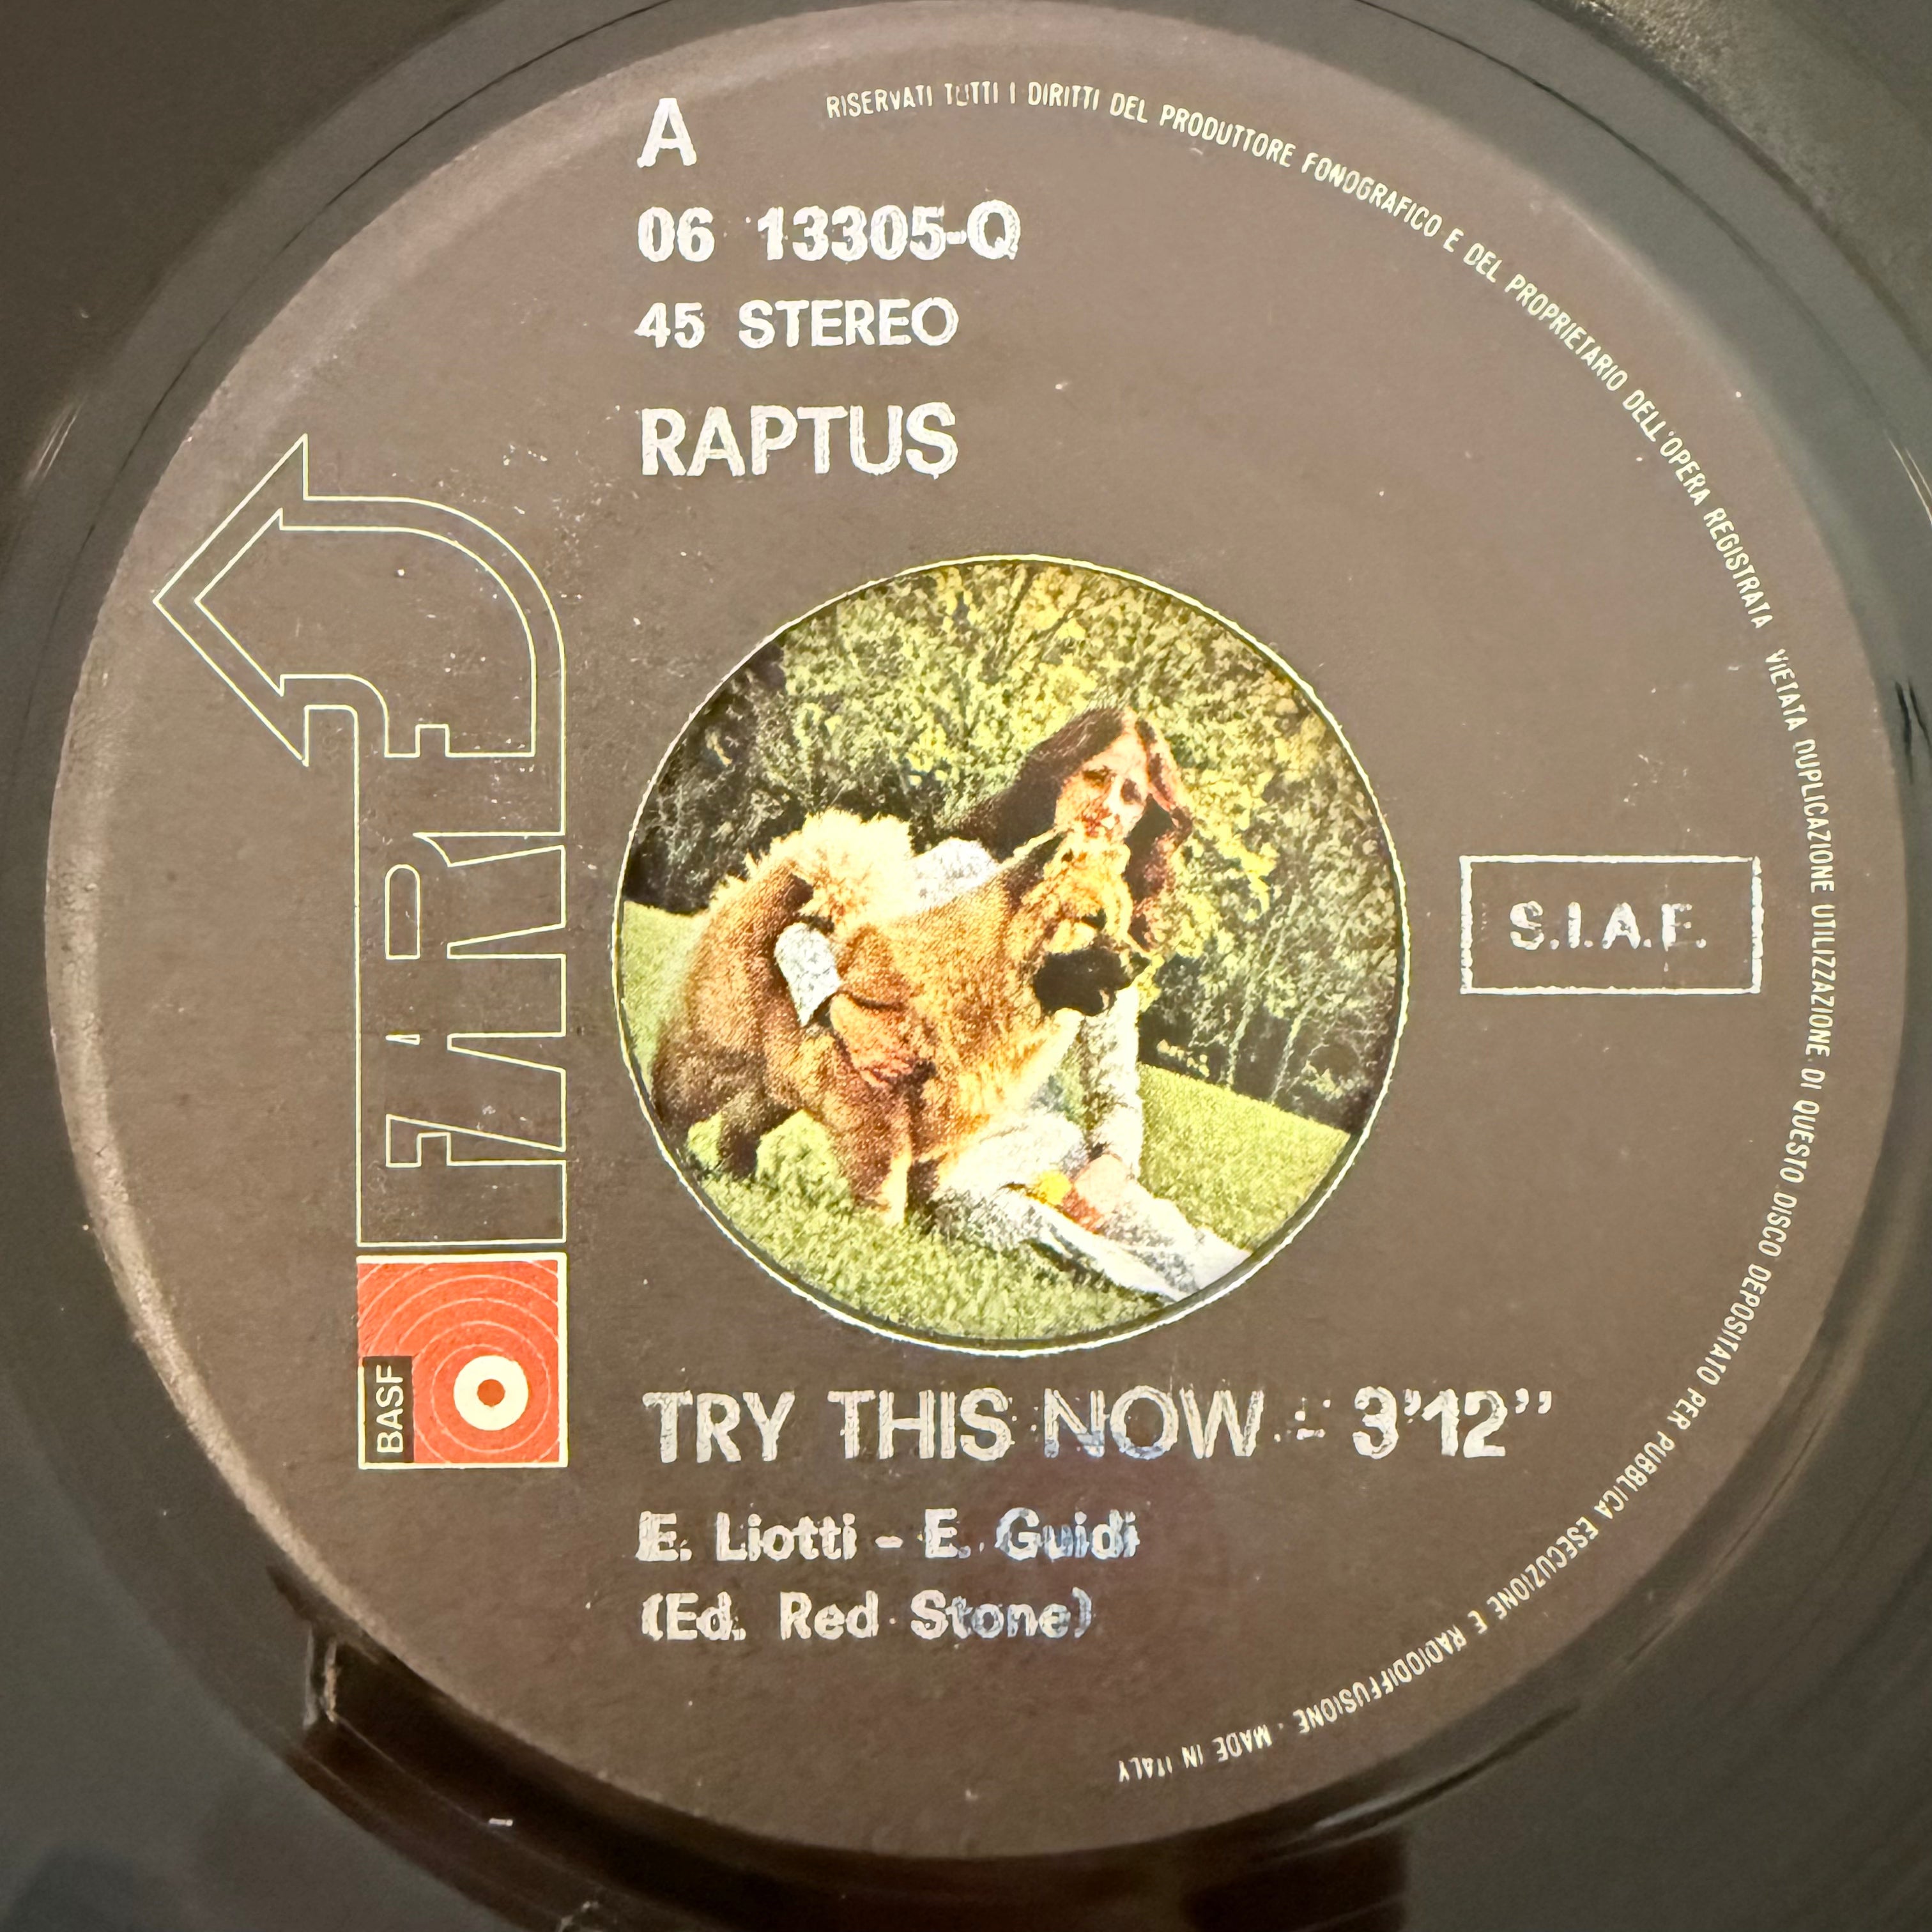 A
06 13305-Q
45 STEREO
RAPTUS
FARE
BASF
S.I.A.E.
TRY THIS NOW - 3'12”
E. Liotti - E. Guidi
(Ed. Red Stone)
RISERVATI TUTTI I DIRITTI DEL PRODUTTORE FONOGRAFICO E DEL PROPRIETARIO DELL'OPERA REGISTRATA VIETATA DUPLICAZIONE UTILIZZAZIONE DI QUESTO DISCO DEPOSITATO PER PUBBLICA ESECUZIONE E RADIODIFFUSIONE · MADE IN ITALY